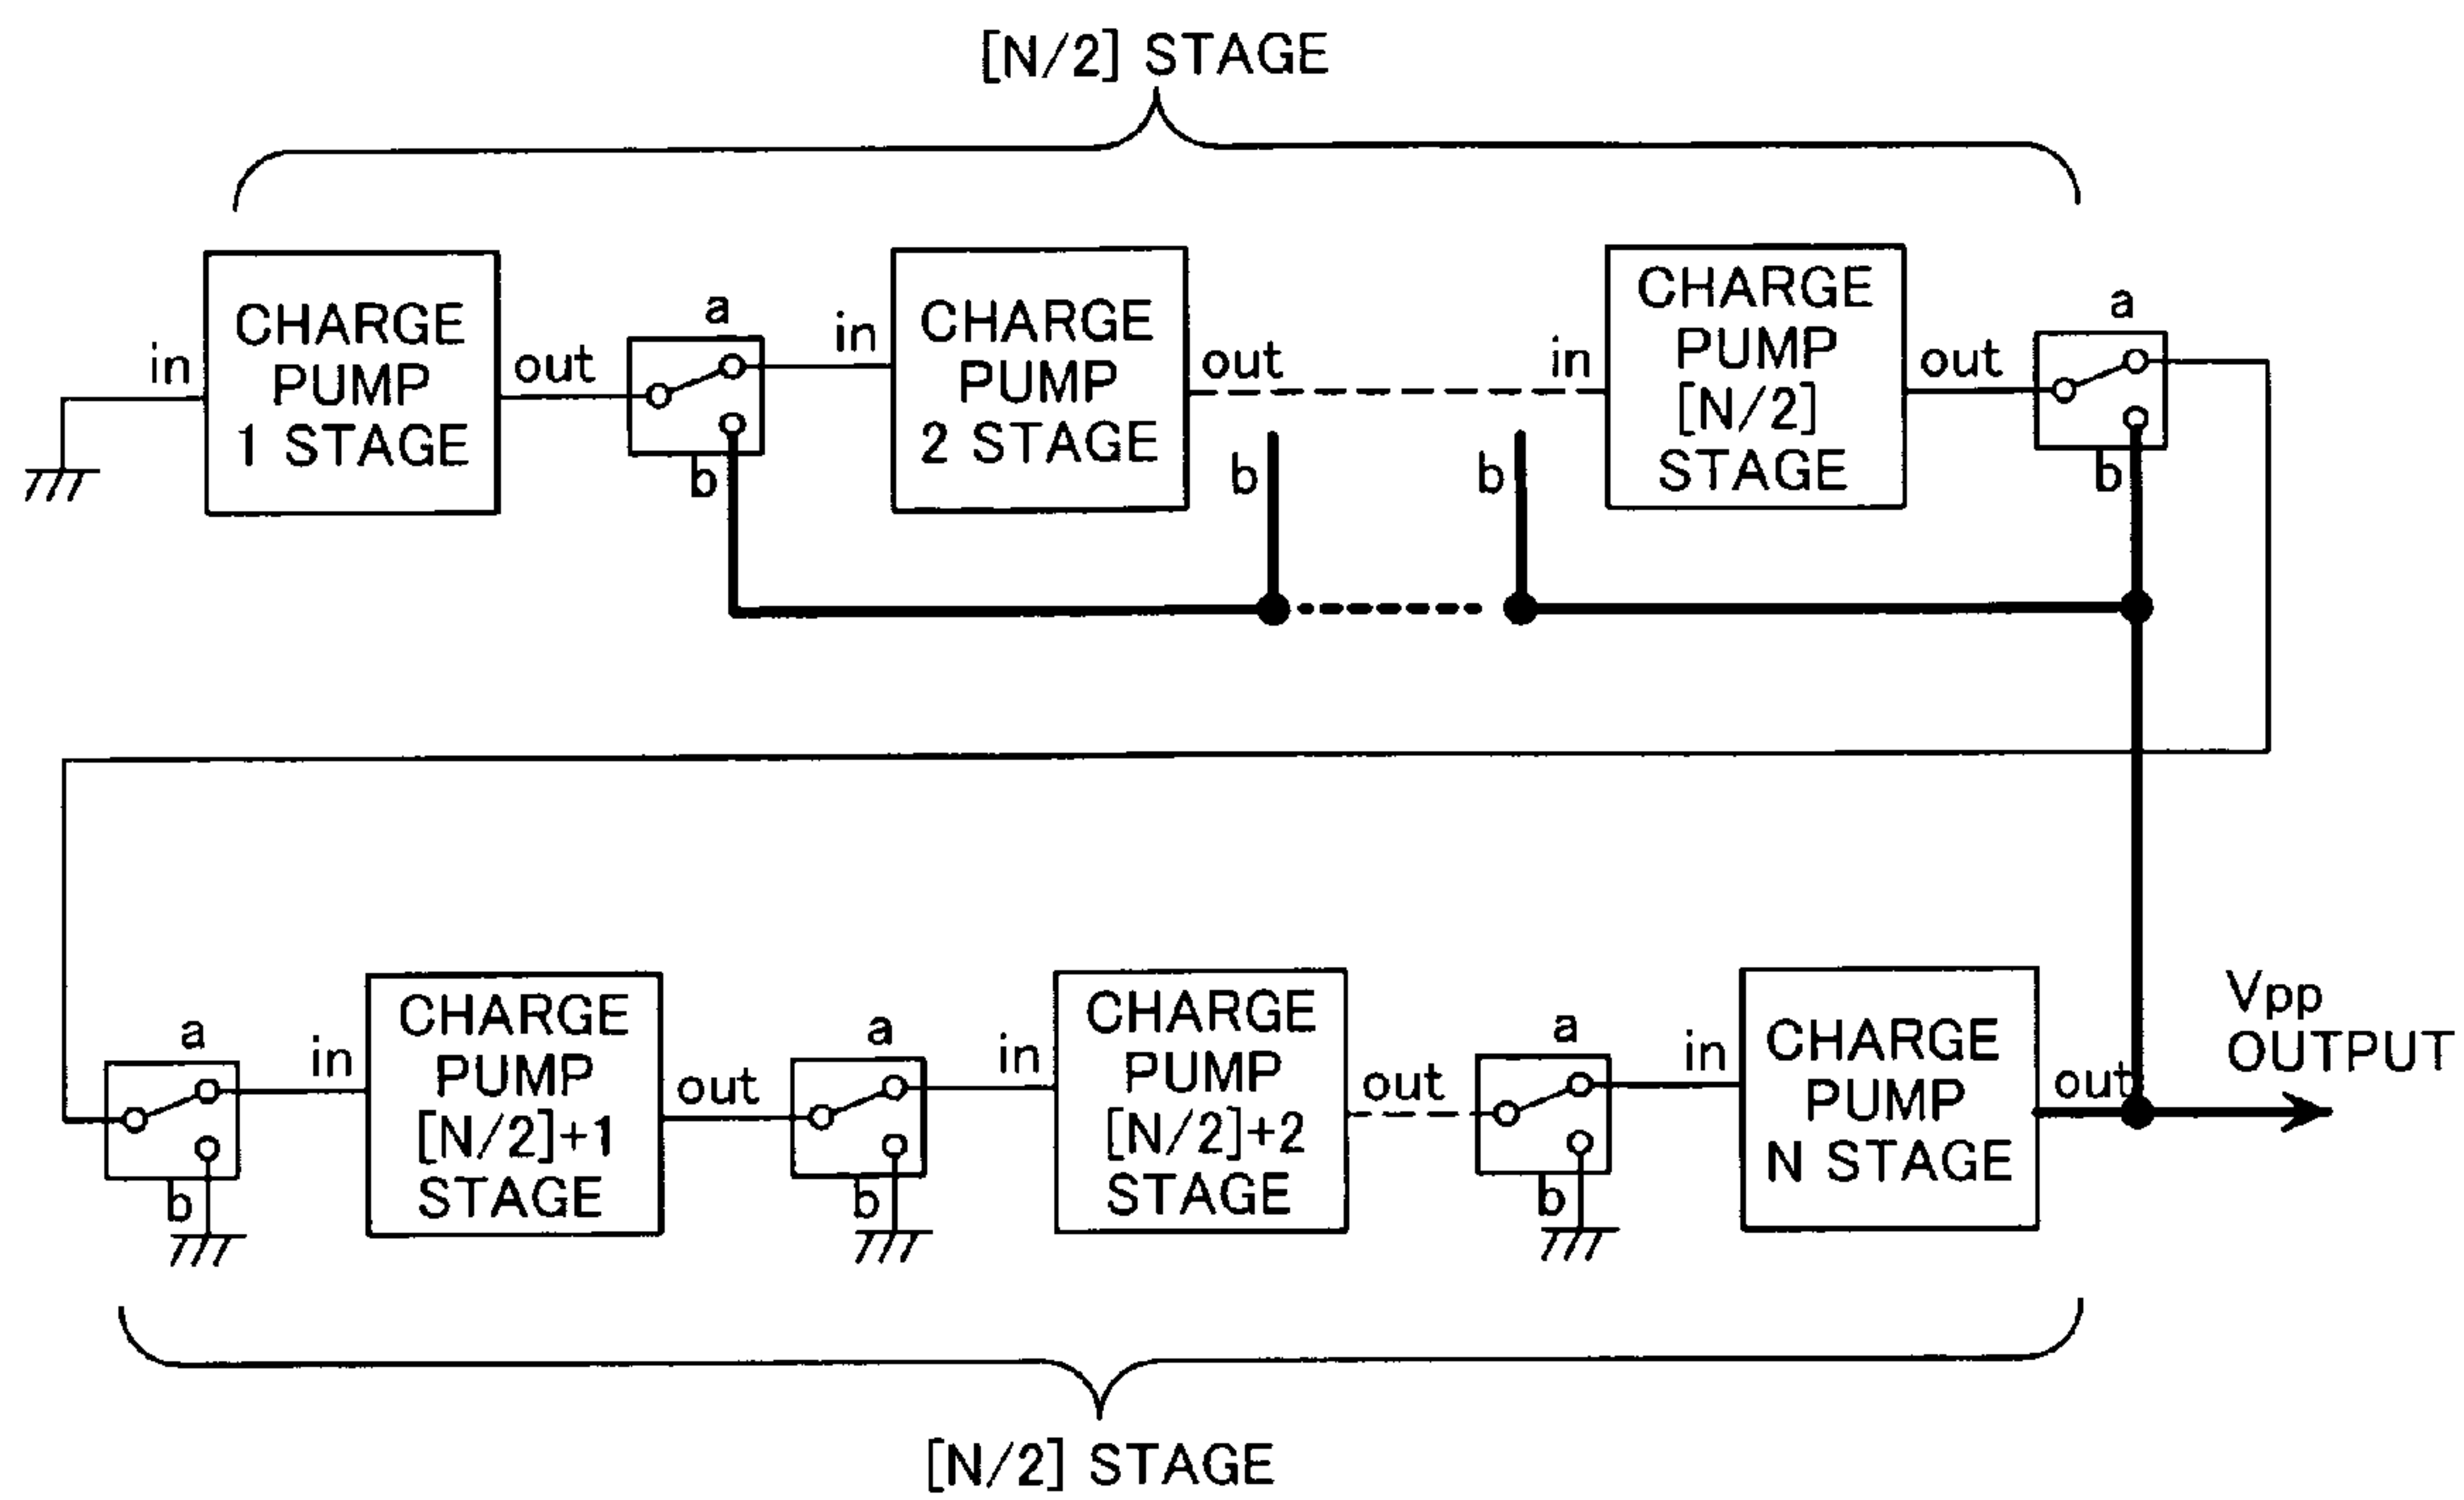 [N/2] STAGE
in
CHARGE
PUMP
1 STAGE
out
a
b
in
CHARGE
PUMP
2 STAGE
out
b
b
in
CHARGE
PUMP
[N/2]
STAGE
out
a
b
a
b
in
CHARGE
PUMP
[N/2]+1
STAGE
out
a
b
in
CHARGE
PUMP
[N/2]+2
STAGE
out
a
b
in
CHARGE
PUMP
N STAGE
out
Vpp
OUTPUT
[N/2] STAGE